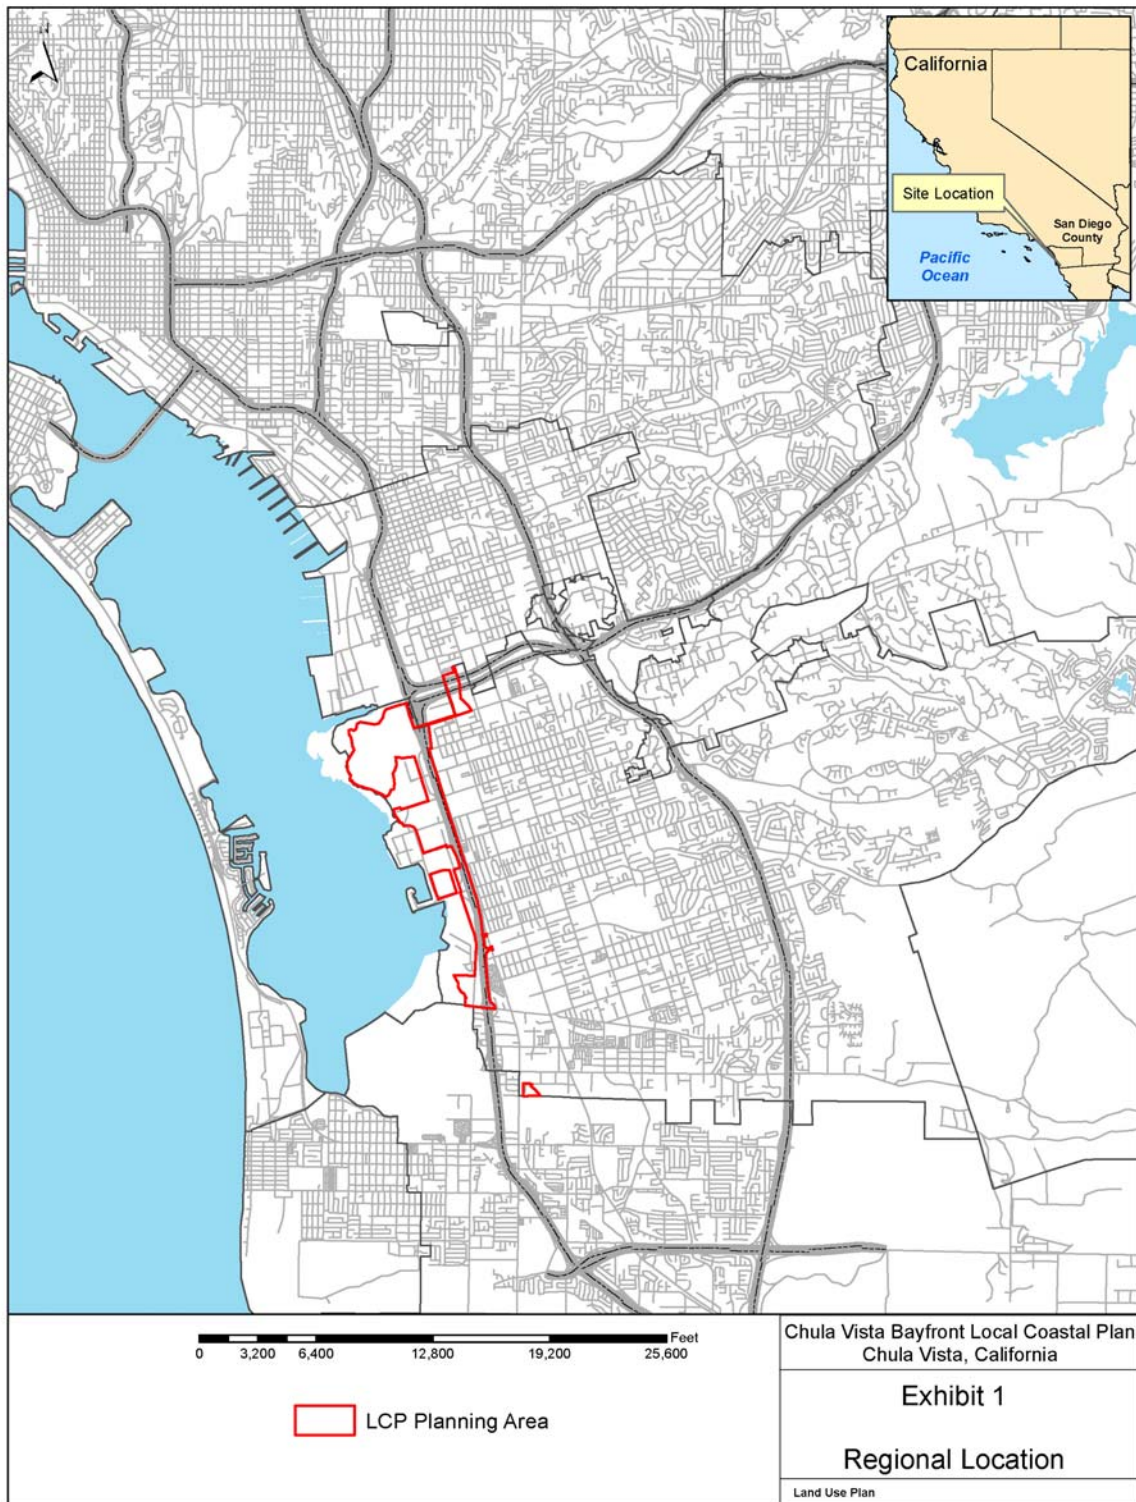 California
Site Location
San Diego
County
Pacific
Ocean
Feet
0 3,200 6,400 12,800 19,200 25,600
LCP Planning Area
Chula Vista Bayfront Local Coastal Plan
Chula Vista, California
Exhibit 1
Regional Location
Land Use Plan